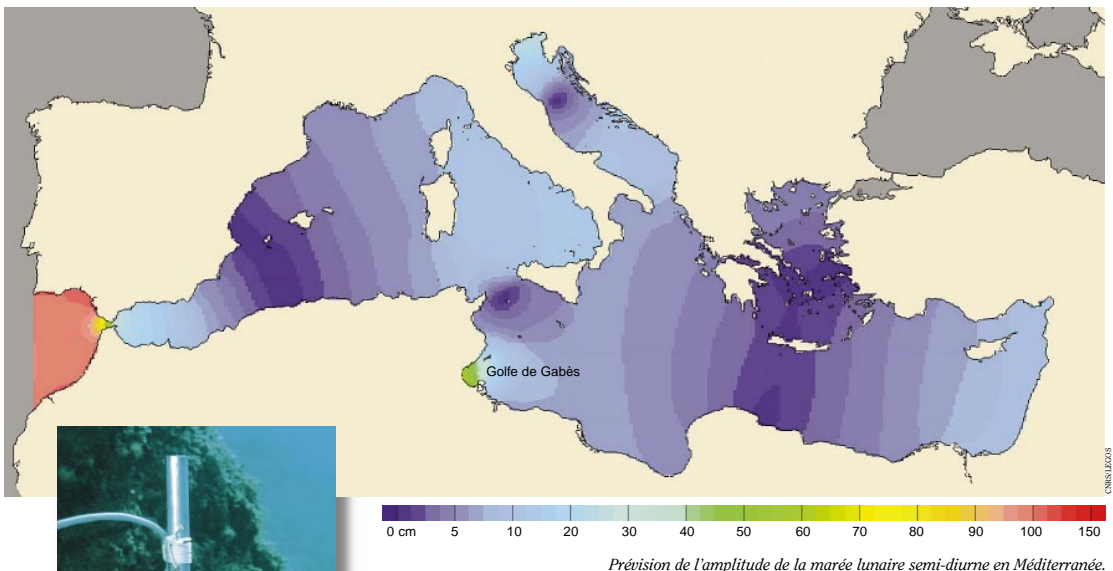 Golfe de Gabès
CNRS/LEGOS
0 cm 5 10 20 30 40 50 60 70 80 90 100 150
Prévision de l'amplitude de la marée lunaire semi-diurne en Méditerranée.